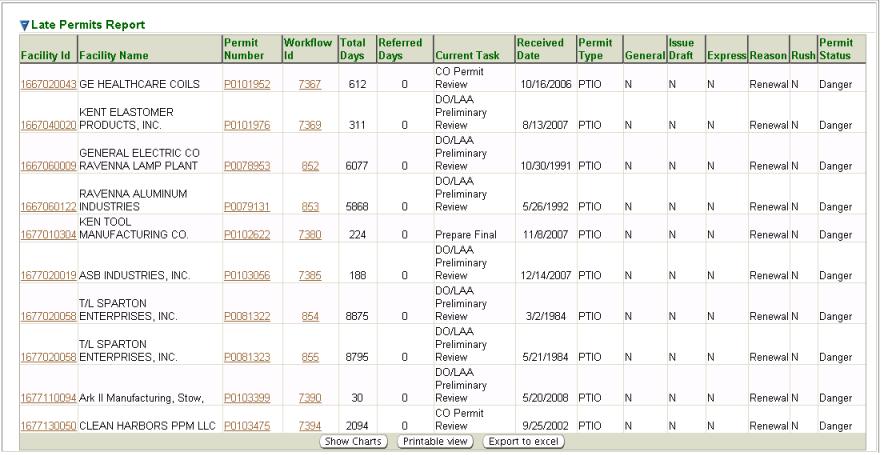 Late Permits Report
Facility Id Facility Name Permit Number Workflow Id Total Days Referred Days Current Task Received Date Permit Type General Issue Draft Express Reason Rush Permit Status
1667020043 GE HEALTHCARE COILS P0101952 7367 612 0 CO Permit Review 10/16/2006 PTIO N N N Renewal N Danger
1667040020 KENT ELASTOMER PRODUCTS, INC. P0101976 7369 311 0 DO/LAA Preliminary Review 8/13/2007 PTIO N N N Renewal N Danger
1667060009 GENERAL ELECTRIC CO RAVENNA LAMP PLANT P0078953 852 6077 0 DO/LAA Preliminary Review 10/30/1991 PTIO N N N Renewal N Danger
1667060122 RAVENNA ALUMINUM INDUSTRIES P0079131 853 5868 0 DO/LAA Preliminary Review 5/26/1992 PTIO N N N Renewal N Danger
1677010304 KEN TOOL MANUFACTURING CO. P0102622 7380 224 0 Prepare Final 11/8/2007 PTIO N N N Renewal N Danger
1677020019 ASB INDUSTRIES, INC. P0103056 7385 188 0 DO/LAA Preliminary Review 12/14/2007 PTIO N N N Renewal N Danger
1677020058 T/L SPARTON ENTERPRISES, INC. P0081322 854 8875 0 DO/LAA Preliminary Review 3/2/1984 PTIO N N N Renewal N Danger
1677020058 T/L SPARTON ENTERPRISES, INC. P0081323 855 8795 0 DO/LAA Preliminary Review 5/21/1984 PTIO N N N Renewal N Danger
1677110094 Ark II Manufacturing, Stow, P0103399 7390 30 0 DO/LAA Preliminary Review 5/20/2008 PTIO N N N Renewal N Danger
1677130050 CLEAN HARBORS PPM LLC P0103475 7394 2094 0 CO Permit Review 9/25/2002 PTIO N N N Renewal N Danger
Show Charts Printable view Export to excel